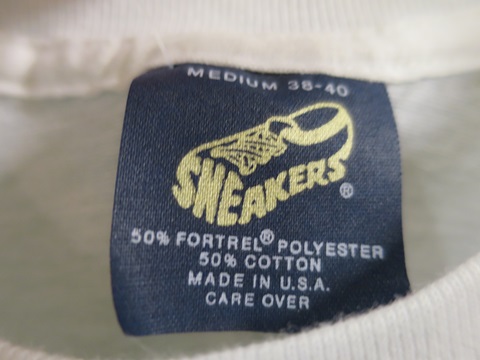 MEDIUM 38-40
SNEAKERS®
50% FORTREL® POLYESTER
50% COTTON
MADE IN U.S.A.
CARE OVER